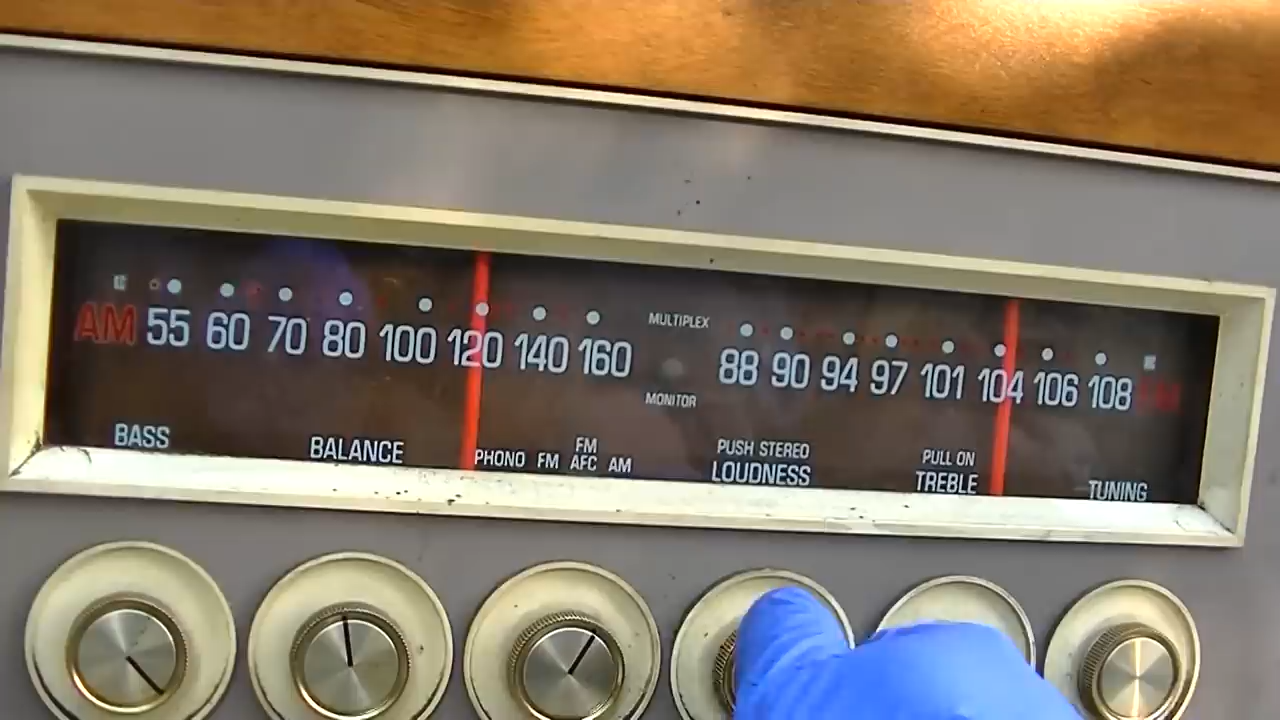 AM 55 60 70 80 100 120 140 160
MULTIPLEX
MONITOR
88 90 94 97 101 104 106 108
BASS
BALANCE
PHONO FM FM AFC AM
PUSH STEREO
LOUDNESS
PULL ON
TREBLE
TUNING